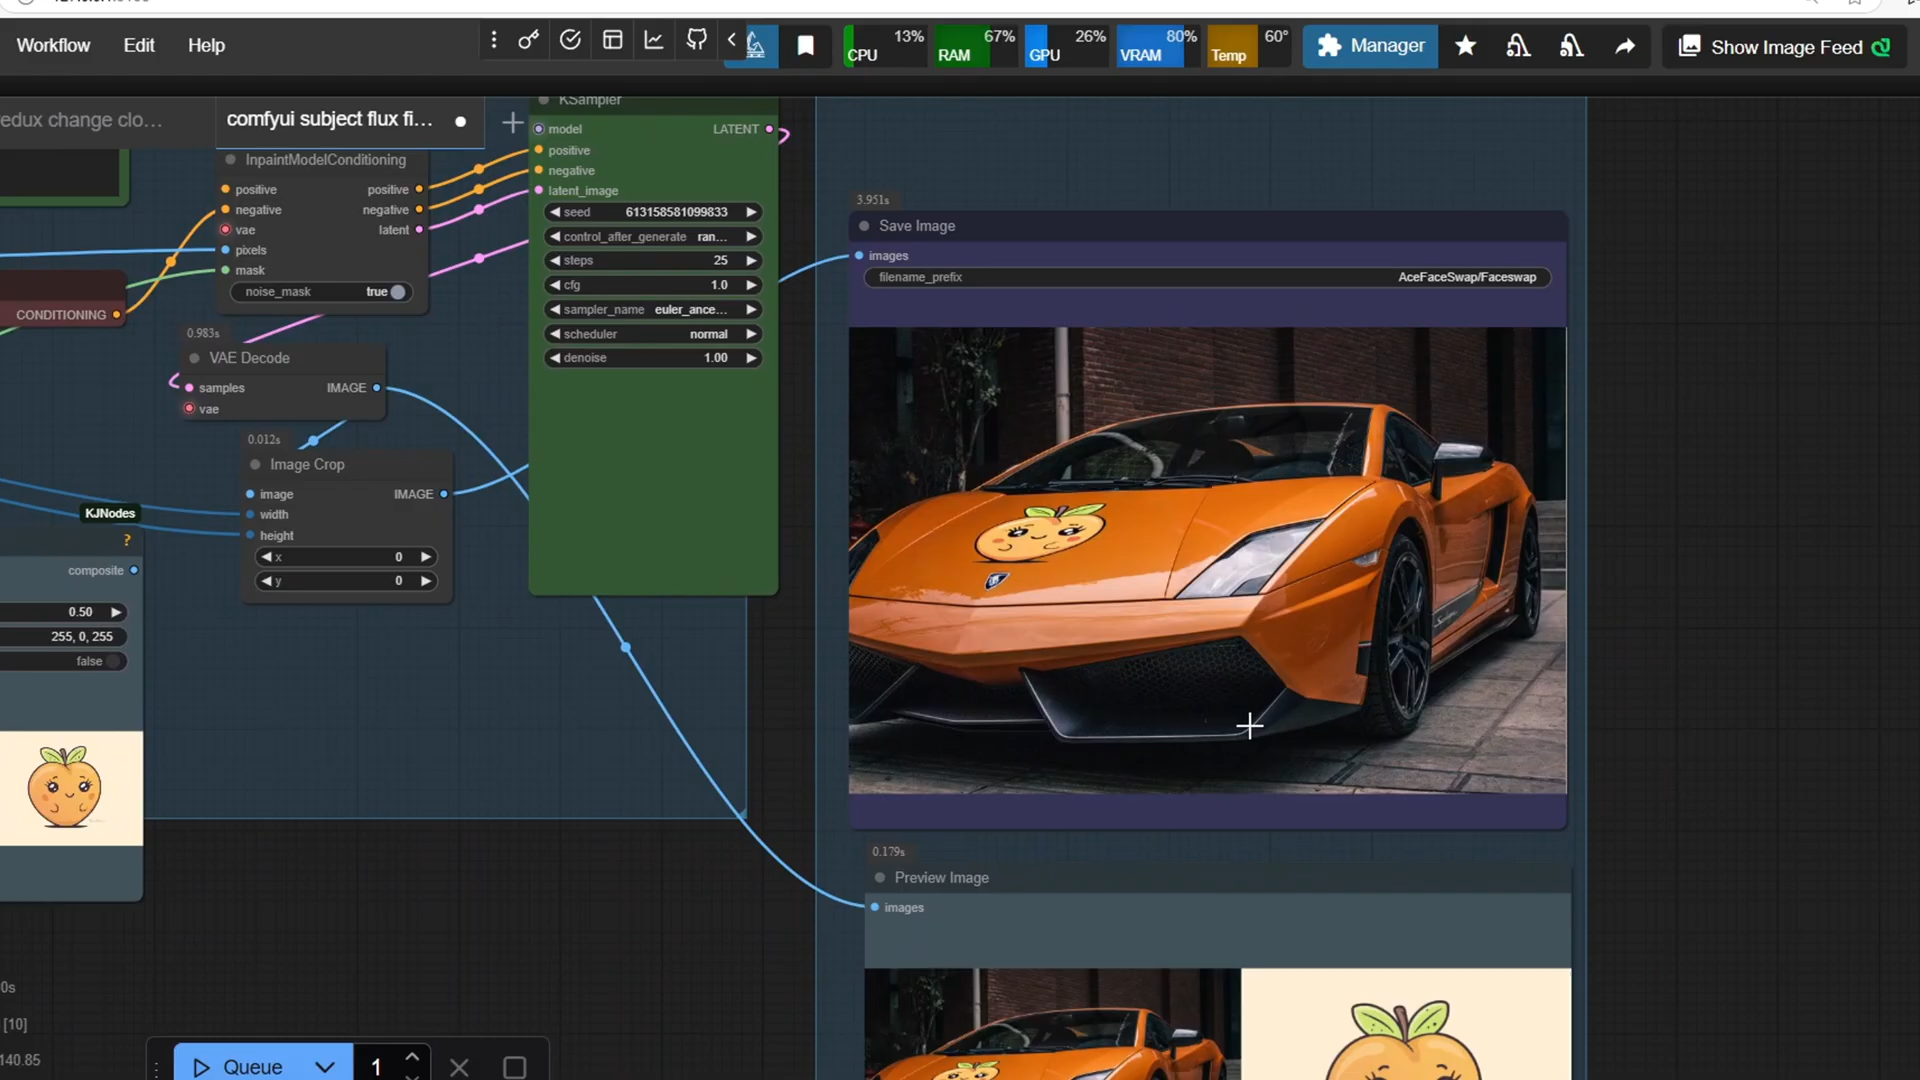 Workflow
Edit
Help
CPU
13%
RAM
67%
GPU
26%
VRAM
80%
Temp
60°
Manager
Show Image Feed
edux change clo...
comfyui subject flux fi...
KSampler
model
LATENT
positive
negative
latent_image
seed
613158581099833
control_after_generate
ran...
steps
25
cfg
1.0
sampler_name
euler_ance...
scheduler
normal
denoise
1.00
InpaintModelConditioning
positive
positive
negative
negative
vae
latent
pixels
mask
noise_mask
true
CONDITIONING
0.983s
VAE Decode
samples
IMAGE
vae
0.012s
Image Crop
image
IMAGE
width
height
x
0
y
0
KJNodes
?
composite
0.50
255, 0, 255
false
3.951s
Save Image
images
filename_prefix
AceFaceSwap/Faceswap
0.179s
Preview Image
images
0s
[10]
140.85
Queue
1